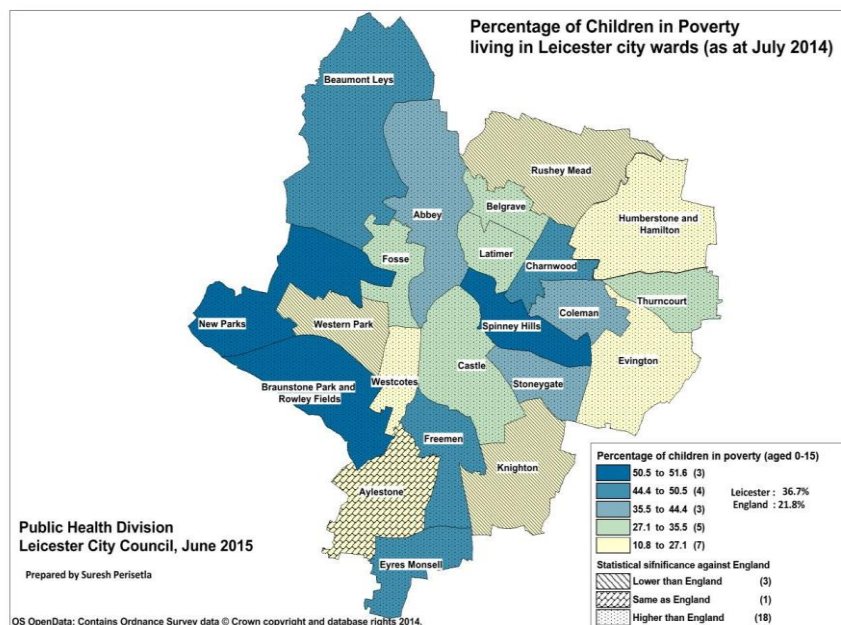 Percentage of Children in Poverty
living in Leicester city wards (as at July 2014)
Beaumont Leys
Rushey Mead
Abbey
Belgrave
Humberstone and
Hamilton
Fosse
Latimer
Charnwood
Thurncourt
Coleman
New Parks
Western Park
Spinney Hills
Evington
Castle
Braunstone Park and
Rowley Fields
Westcotes
Stoneygate
Freemen
Knighton
Aylestone
Eyres Monsell
Percentage of children in poverty (aged 0-15)
50.5 to 51.6 (3)
44.4 to 50.5 (4)
35.5 to 44.4 (3)
27.1 to 35.5 (5)
10.8 to 27.1 (7)
Leicester : 36.7%
England : 21.8%
Statistical sifnificance against England
Lower than England (3)
Same as England (1)
Higher than England (18)
Public Health Division
Leicester City Council, June 2015
Prepared by Suresh Perisetla
OS OpenData: Contains Ordnance Survey data © Crown copyright and database rights 2014.